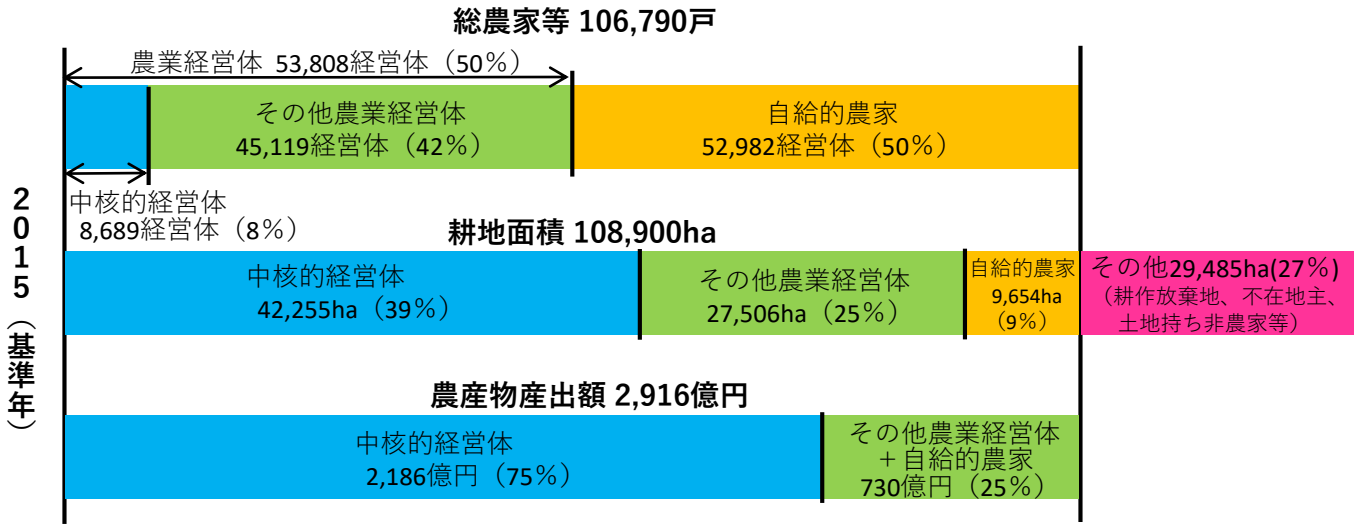 総農家等 106,790戸
農業経営体 53,808経営体（50％）
その他農業経営体
45,119経営体（42％）
自給的農家
52,982経営体（50％）
中核的経営体
8,689経営体（8％）
2015（基準年）
耕地面積 108,900ha
中核的経営体
42,255ha（39％）
その他農業経営体
27,506ha（25％）
自給的農家
9,654ha
（9％）
その他29,485ha(27％)
（耕作放棄地、不在地主、
土地持ち非農家等）
農産物産出額 2,916億円
中核的経営体
2,186億円（75％）
その他農業経営体
＋自給的農家
730億円（25％）